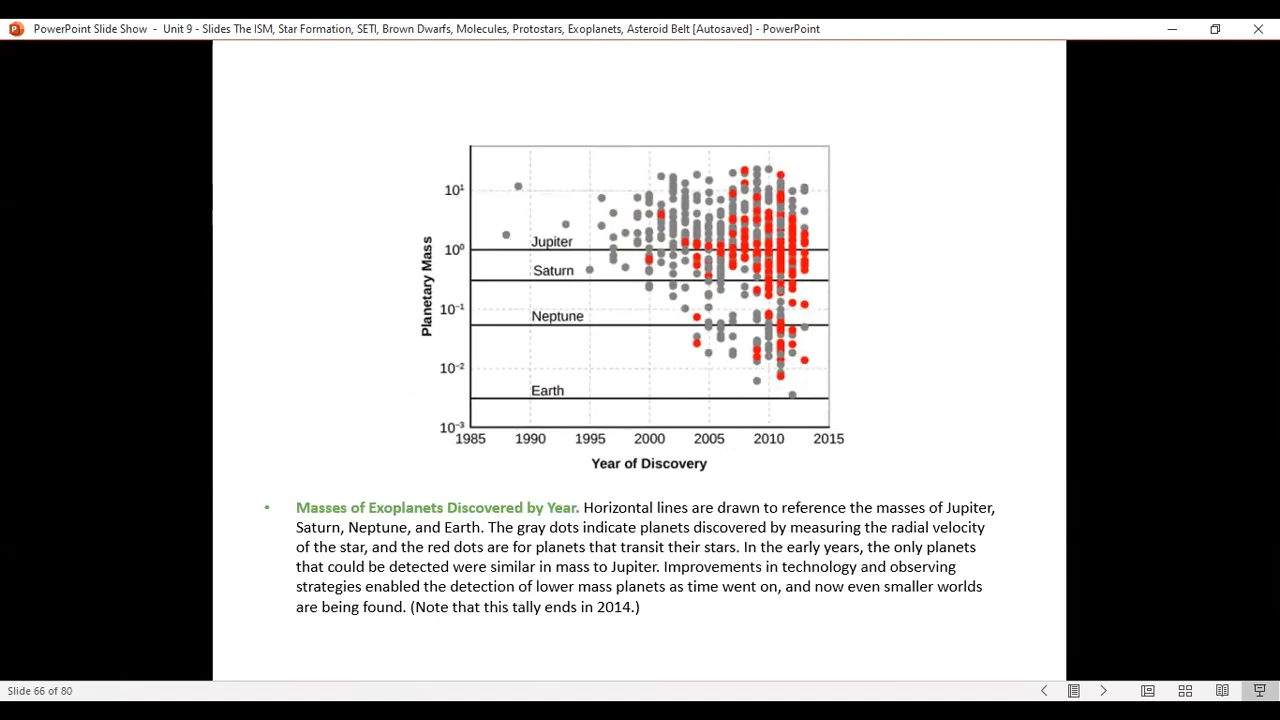 PowerPoint Slide Show - Unit 9 - Slides The ISM, Star Formation, SETI, Brown Dwarfs, Molecules, Protostars, Exoplanets, Asteroid Belt [Autosaved] - PowerPoint
Planetary Mass
10¹
10⁰
10⁻¹
10⁻²
10⁻³
Jupiter
Saturn
Neptune
Earth
1985 1990 1995 2000 2005 2010 2015
Year of Discovery
• Masses of Exoplanets Discovered by Year. Horizontal lines are drawn to reference the masses of Jupiter,
Saturn, Neptune, and Earth. The gray dots indicate planets discovered by measuring the radial velocity
of the star, and the red dots are for planets that transit their stars. In the early years, the only planets
that could be detected were similar in mass to Jupiter. Improvements in technology and observing
strategies enabled the detection of lower mass planets as time went on, and now even smaller worlds
are being found. (Note that this tally ends in 2014.)
Slide 66 of 80